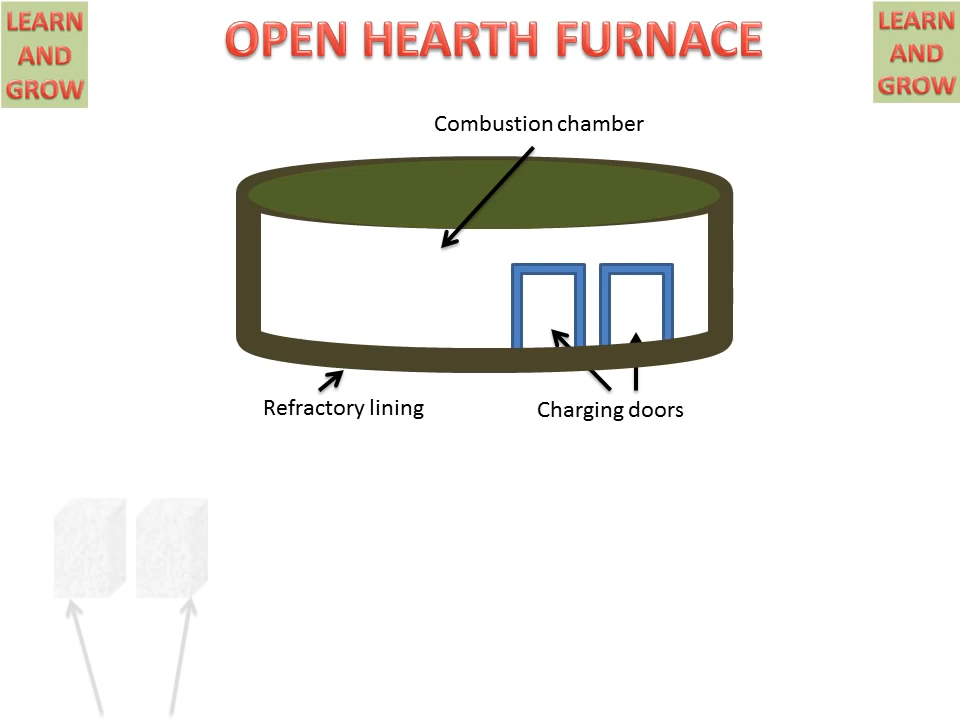 LEARN
AND
GROW
OPEN HEARTH FURNACE
LEARN
AND
GROW
Combustion chamber
Refractory lining
Charging doors